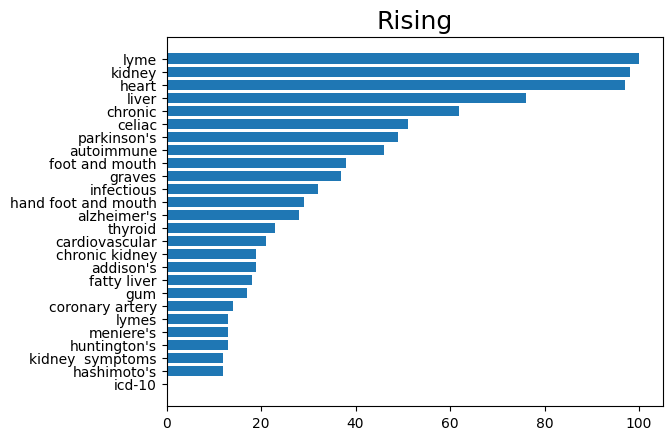 Rising
lyme
kidney
heart
liver
chronic
celiac
parkinson's
autoimmune
foot and mouth
graves
infectious
hand foot and mouth
alzheimer's
thyroid
cardiovascular
chronic kidney
addison's
fatty liver
gum
coronary artery
lymes
meniere's
huntington's
kidney  symptoms
hashimoto's
icd-10
0 20 40 60 80 100